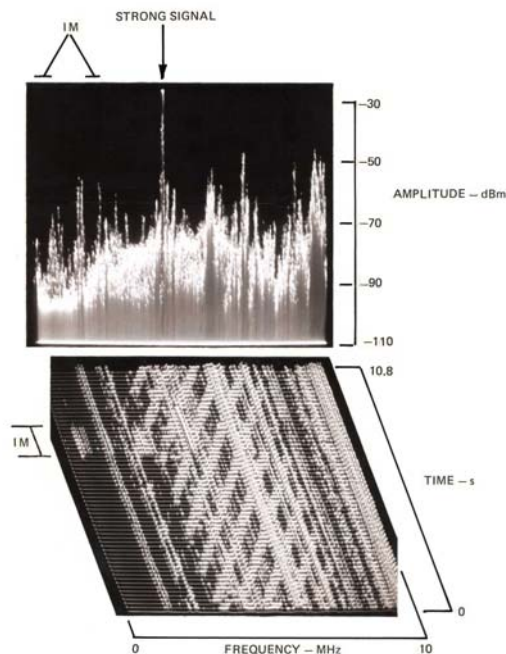 STRONG SIGNAL
IM
−30
−50
AMPLITUDE − dBm
−70
−90
−110
10.8
IM
TIME − s
0
0 FREQUENCY − MHz 10